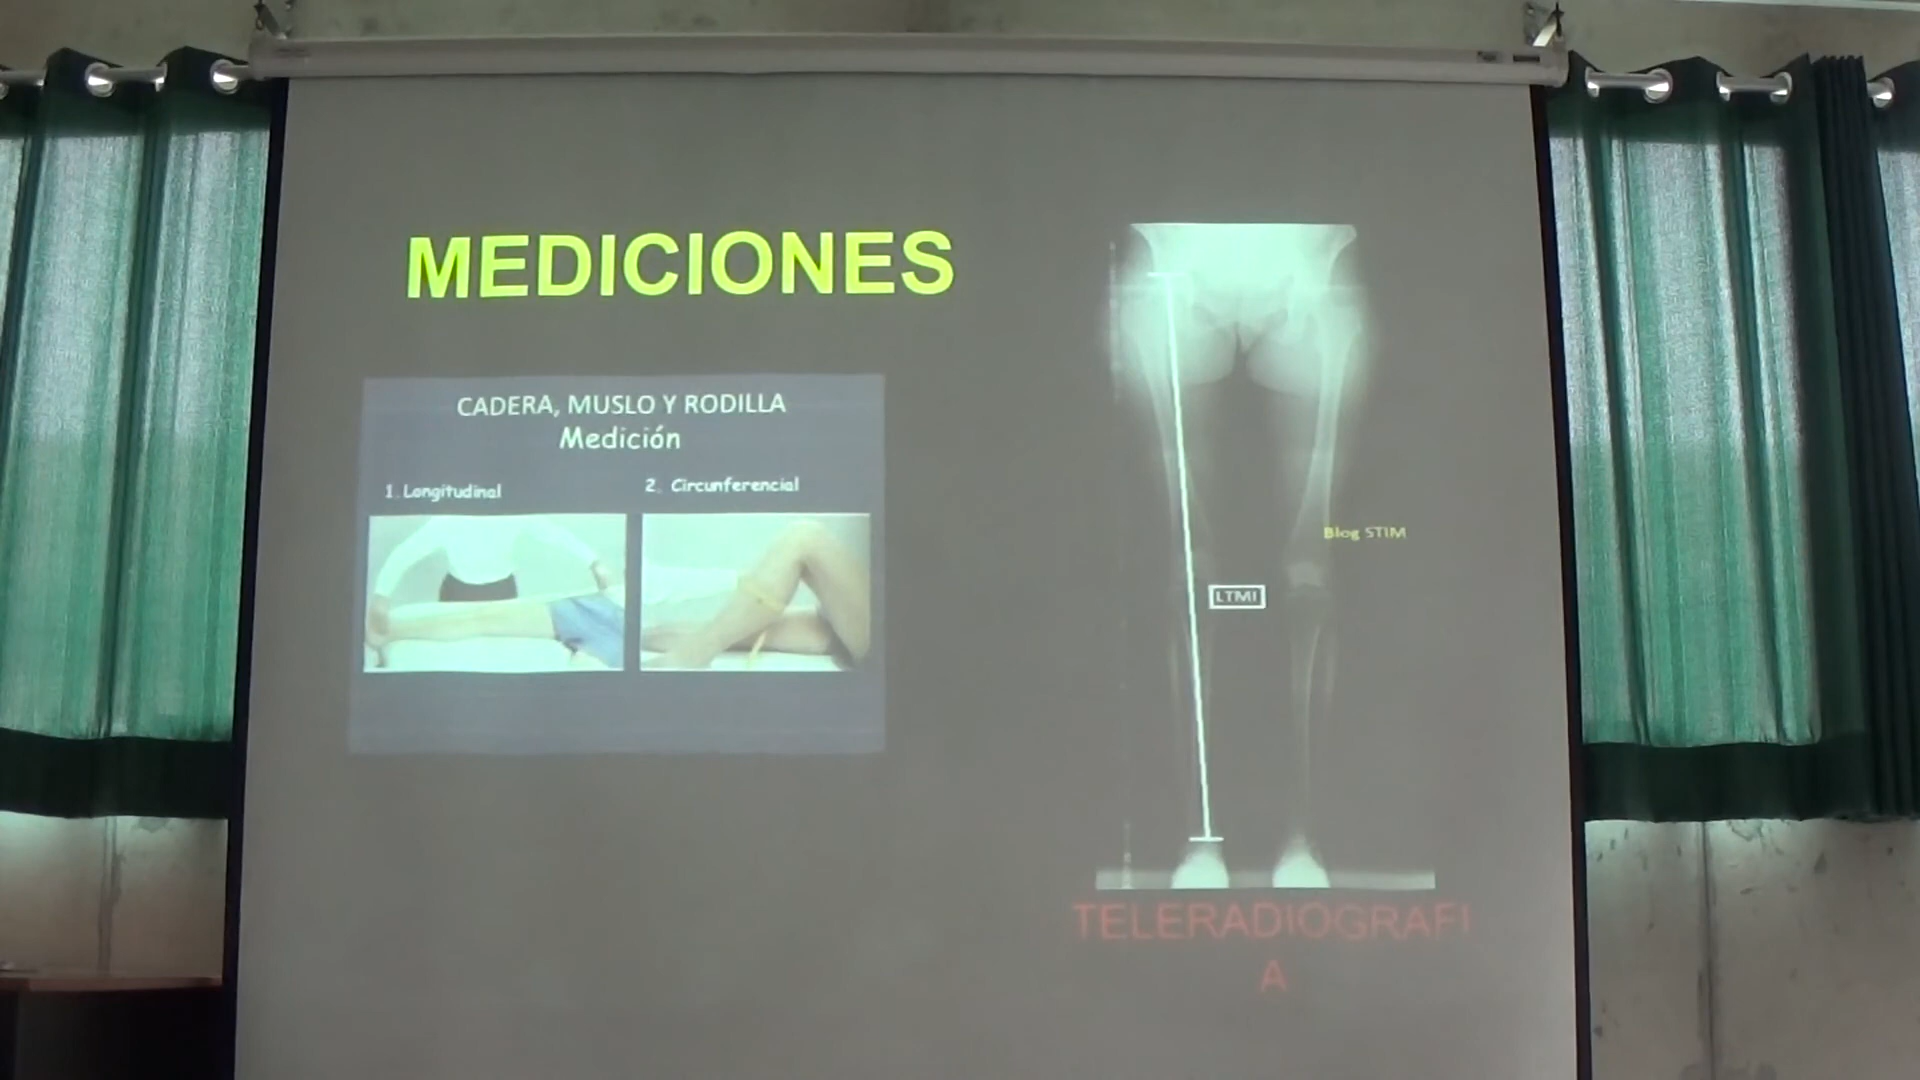 MEDICIONES
CADERA, MUSLO Y RODILLA
Medición
1. Longitudinal
2. Circunferencial
Blog STIM
LTMI
TELERADIOGRAFI
A